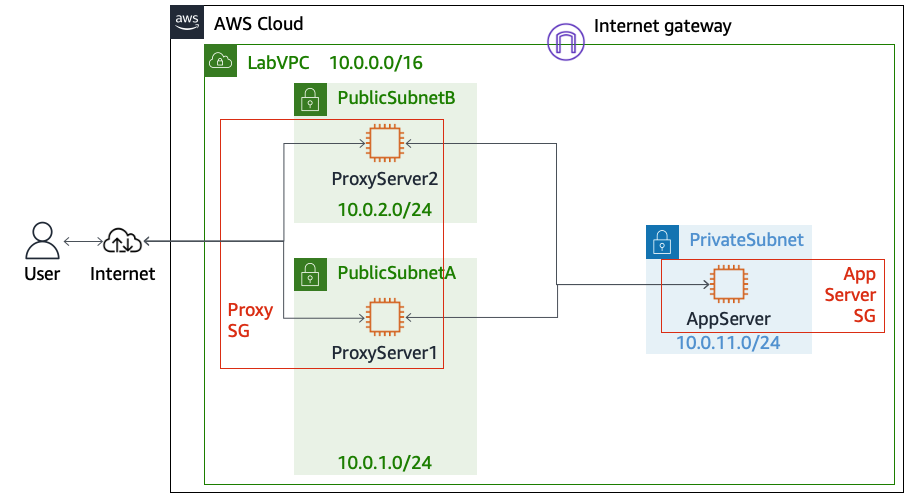 aws
AWS Cloud
Internet gateway
LabVPC 10.0.0.0/16
PublicSubnetB
ProxyServer2
10.0.2.0/24
User
Internet
PublicSubnetA
Proxy
SG
ProxyServer1
10.0.1.0/24
PrivateSubnet
App
Server
SG
AppServer
10.0.11.0/24